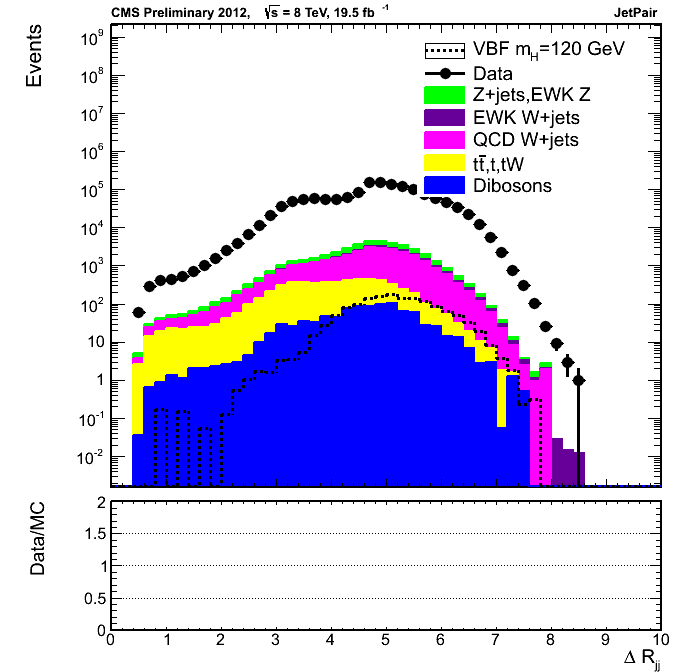 CMS Preliminary 2012, √s = 8 TeV, 19.5 fb⁻¹ JetPair
Events
10⁹
10⁸
10⁷
10⁶
10⁵
10⁴
10³
10²
10
1
10⁻¹
10⁻²
VBF m_H=120 GeV
Data
Z+jets,EWK Z
EWK W+jets
QCD W+jets
tt̄,t,tW
Dibosons
Data/MC
2
1.5
1
0.5
0
0 1 2 3 4 5 6 7 8 9 10
Δ R_jj